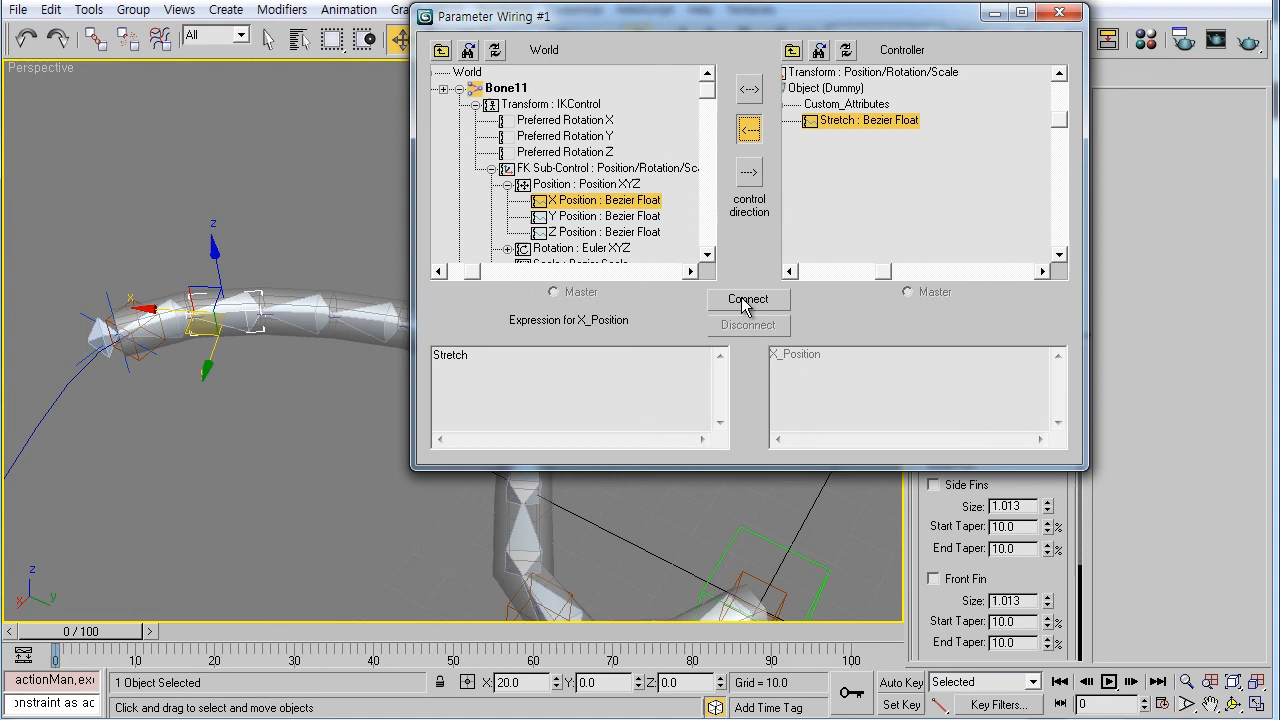 File Edit Tools Group Views Create Modifiers Animation
Parameter Wiring #1
All
World
Controller
Perspective
World
Bone11
Transform : IKControl
Preferred Rotation X
Preferred Rotation Y
Preferred Rotation Z
FK Sub-Control : Position/Rotation/Sc
Position : Position XYZ
X Position : Bezier Float
Y Position : Bezier Float
Z Position : Bezier Float
Rotation : Euler XYZ
<-->
<---
--->
control
direction
Transform : Position/Rotation/Scale
Object (Dummy)
Custom_Attributes
Stretch : Bezier Float
Master
Connect
Master
Expression for X_Position
Disconnect
Stretch
X_Position
z
x
Side Fins
Size: 1.013
Start Taper: 10.0 %
End Taper: 10.0 %
Front Fin
Size: 1.013
Start Taper: 10.0 %
End Taper: 10.0 %
z
x
y
< 0 / 100 >
0 10 20 30 40 50 60 70 80 90 100
actionMan,ex
1 Object Selected
X: 20.0 Y: 0.0 Z: 0.0
Grid = 10.0
Auto Key
Selected
onstraint as ac
Click and drag to select and move objects
Add Time Tag
Set Key
Key Filters...
0